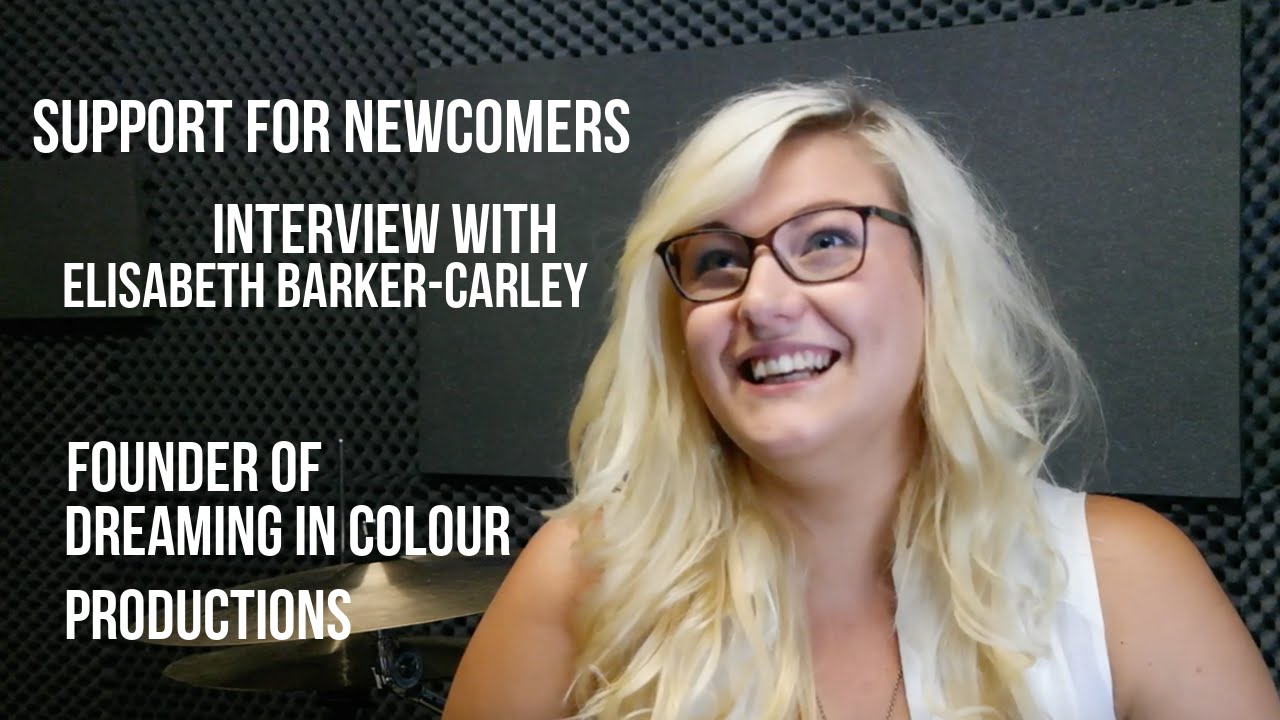 SUPPORT FOR NEWCOMERS
INTERVIEW WITH
ELISABETH BARKER-CARLEY
FOUNDER OF
DREAMING IN COLOUR
PRODUCTIONS